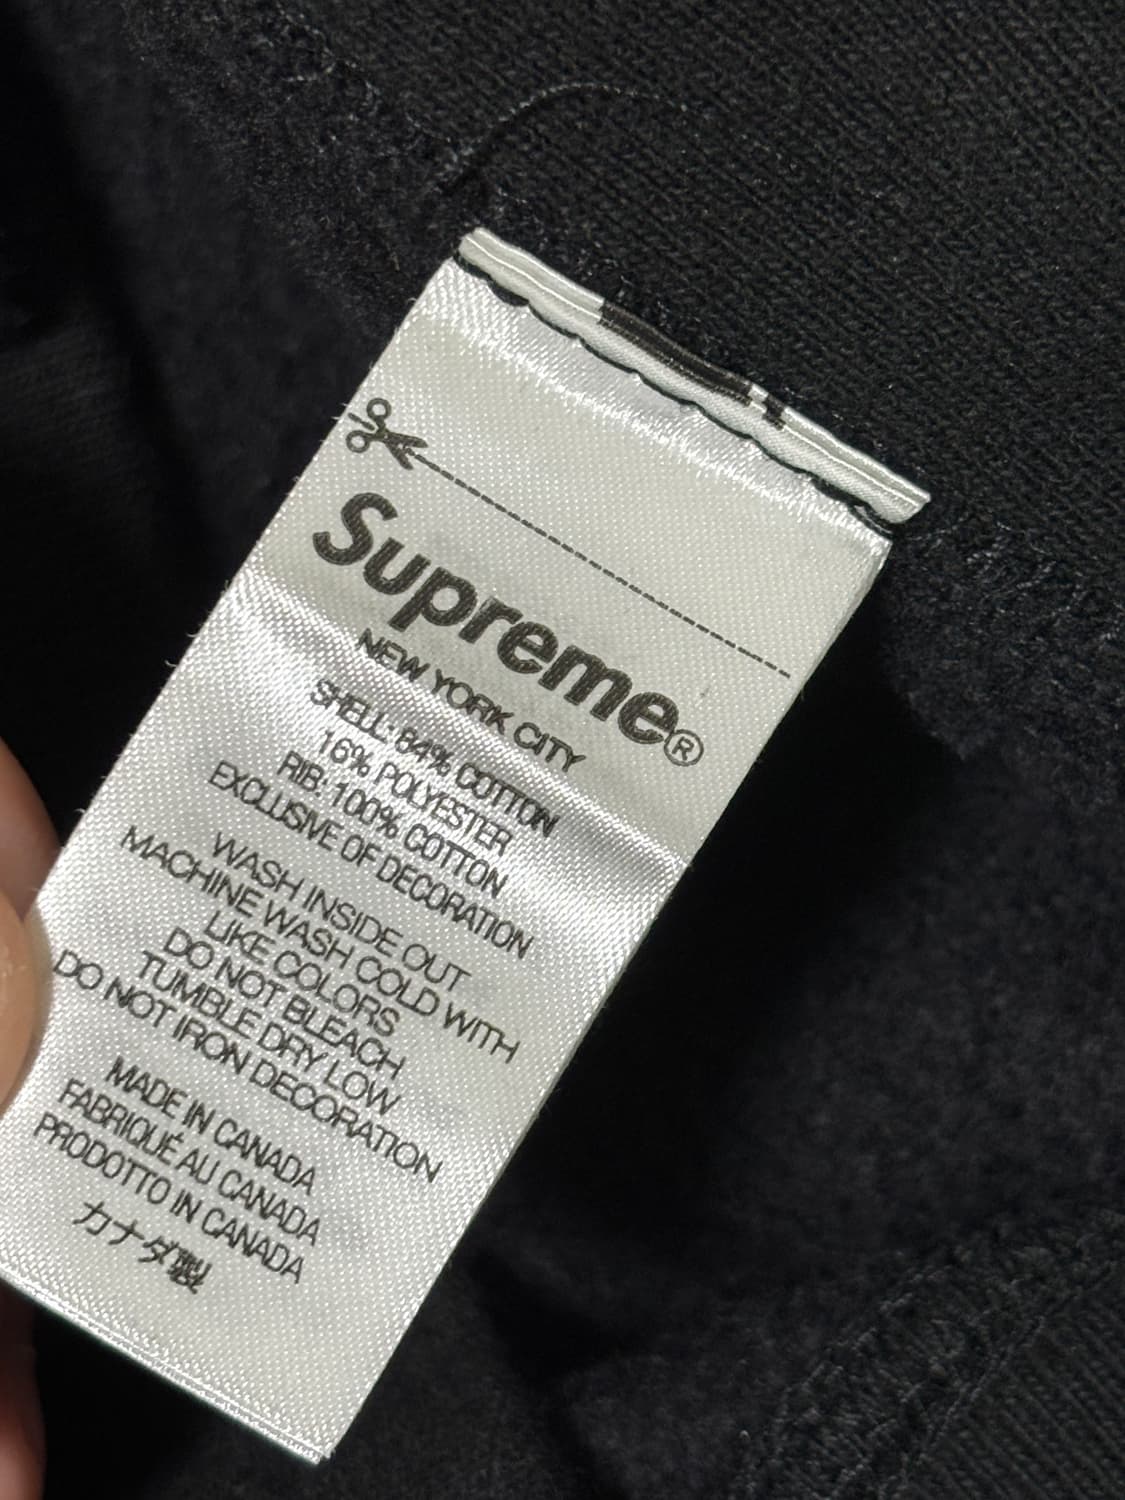 Supreme®
NEW YORK CITY
SHELL: 84% COTTON
16% POLYESTER
RIB: 100% COTTON
EXCLUSIVE OF DECORATION
WASH INSIDE OUT
MACHINE WASH COLD WITH
LIKE COLORS
DO NOT BLEACH
TUMBLE DRY LOW
DO NOT IRON DECORATION
MADE IN CANADA
FABRIQUÉ AU CANADA
PRODOTTO IN CANADA
カナダ製